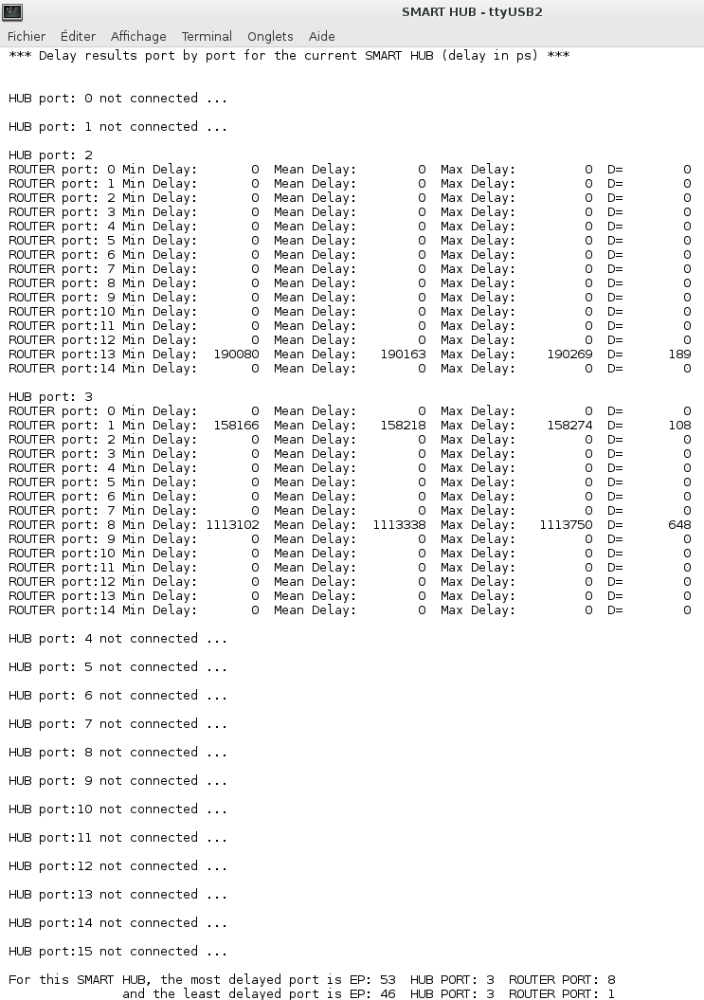 SMART HUB - ttyUSB2
Fichier Éditer Affichage Terminal Onglets Aide
*** Delay results port by port for the current SMART HUB (delay in ps) ***
HUB port: 0 not connected ...
HUB port: 1 not connected ...
HUB port: 2
ROUTER port: 0 Min Delay: 0 Mean Delay: 0 Max Delay: 0 D= 0
ROUTER port: 1 Min Delay: 0 Mean Delay: 0 Max Delay: 0 D= 0
ROUTER port: 2 Min Delay: 0 Mean Delay: 0 Max Delay: 0 D= 0
ROUTER port: 3 Min Delay: 0 Mean Delay: 0 Max Delay: 0 D= 0
ROUTER port: 4 Min Delay: 0 Mean Delay: 0 Max Delay: 0 D= 0
ROUTER port: 5 Min Delay: 0 Mean Delay: 0 Max Delay: 0 D= 0
ROUTER port: 6 Min Delay: 0 Mean Delay: 0 Max Delay: 0 D= 0
ROUTER port: 7 Min Delay: 0 Mean Delay: 0 Max Delay: 0 D= 0
ROUTER port: 8 Min Delay: 0 Mean Delay: 0 Max Delay: 0 D= 0
ROUTER port: 9 Min Delay: 0 Mean Delay: 0 Max Delay: 0 D= 0
ROUTER port:10 Min Delay: 0 Mean Delay: 0 Max Delay: 0 D= 0
ROUTER port:11 Min Delay: 0 Mean Delay: 0 Max Delay: 0 D= 0
ROUTER port:12 Min Delay: 0 Mean Delay: 0 Max Delay: 0 D= 0
ROUTER port:13 Min Delay: 190080 Mean Delay: 190163 Max Delay: 190269 D= 189
ROUTER port:14 Min Delay: 0 Mean Delay: 0 Max Delay: 0 D= 0
HUB port: 3
ROUTER port: 0 Min Delay: 0 Mean Delay: 0 Max Delay: 0 D= 0
ROUTER port: 1 Min Delay: 158166 Mean Delay: 158218 Max Delay: 158274 D= 108
ROUTER port: 2 Min Delay: 0 Mean Delay: 0 Max Delay: 0 D= 0
ROUTER port: 3 Min Delay: 0 Mean Delay: 0 Max Delay: 0 D= 0
ROUTER port: 4 Min Delay: 0 Mean Delay: 0 Max Delay: 0 D= 0
ROUTER port: 5 Min Delay: 0 Mean Delay: 0 Max Delay: 0 D= 0
ROUTER port: 6 Min Delay: 0 Mean Delay: 0 Max Delay: 0 D= 0
ROUTER port: 7 Min Delay: 0 Mean Delay: 0 Max Delay: 0 D= 0
ROUTER port: 8 Min Delay: 1113102 Mean Delay: 1113338 Max Delay: 1113750 D= 648
ROUTER port: 9 Min Delay: 0 Mean Delay: 0 Max Delay: 0 D= 0
ROUTER port:10 Min Delay: 0 Mean Delay: 0 Max Delay: 0 D= 0
ROUTER port:11 Min Delay: 0 Mean Delay: 0 Max Delay: 0 D= 0
ROUTER port:12 Min Delay: 0 Mean Delay: 0 Max Delay: 0 D= 0
ROUTER port:13 Min Delay: 0 Mean Delay: 0 Max Delay: 0 D= 0
ROUTER port:14 Min Delay: 0 Mean Delay: 0 Max Delay: 0 D= 0
HUB port: 4 not connected ...
HUB port: 5 not connected ...
HUB port: 6 not connected ...
HUB port: 7 not connected ...
HUB port: 8 not connected ...
HUB port: 9 not connected ...
HUB port:10 not connected ...
HUB port:11 not connected ...
HUB port:12 not connected ...
HUB port:13 not connected ...
HUB port:14 not connected ...
HUB port:15 not connected ...
For this SMART HUB, the most delayed port is EP: 53 HUB PORT: 3 ROUTER PORT: 8
and the least delayed port is EP: 46 HUB PORT: 3 ROUTER PORT: 1